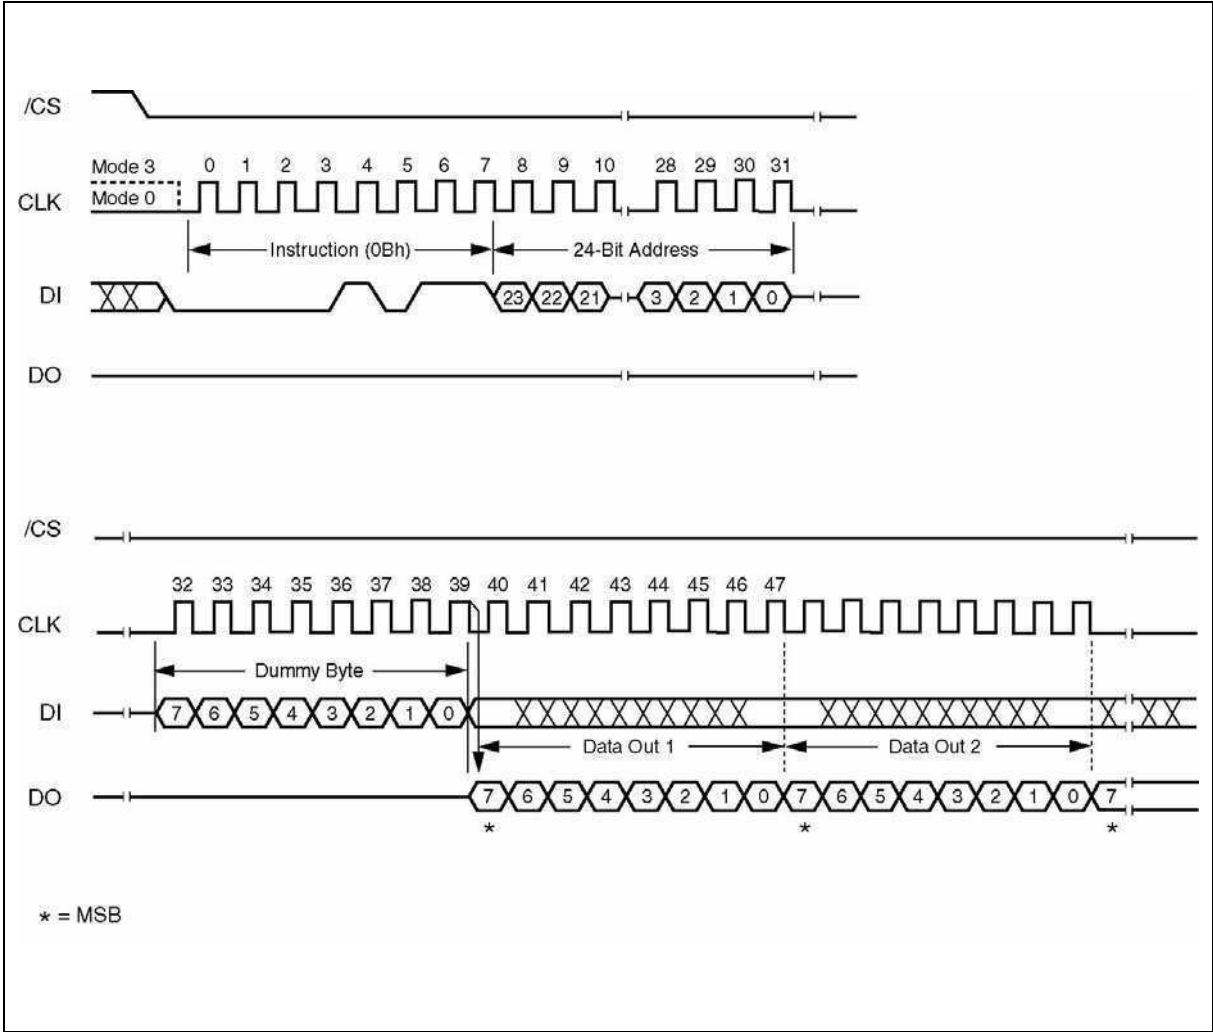 /CS
Mode 3 0 1 2 3 4 5 6 7 8 9 10 28 29 30 31
CLK Mode 0
Instruction (0Bh) 24-Bit Address
DI 23 22 21 3 2 1 0
DO
/CS
32 33 34 35 36 37 38 39 40 41 42 43 44 45 46 47
CLK
Dummy Byte
DI 7 6 5 4 3 2 1 0
Data Out 1 Data Out 2
DO 7 6 5 4 3 2 1 0 7 6 5 4 3 2 1 0 7
* * *
* = MSB